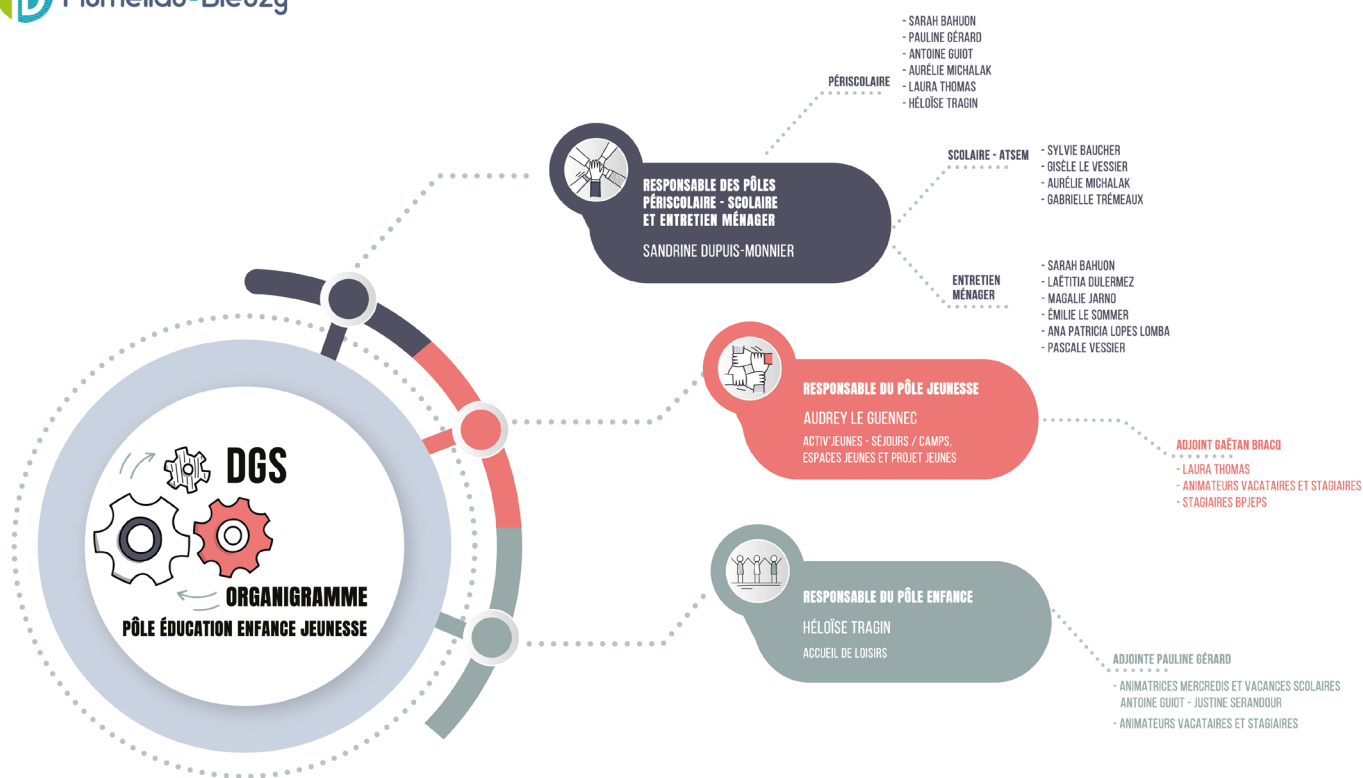 Pluméliau-Bieuzy
- SARAH BAHUON
- PAULINE GÉRARD
- ANTOINE GUIOT
- AURÉLIE MICHALAK
- LAURA THOMAS
- HÉLOÏSE TRAGIN
PÉRISCOLAIRE
SCOLAIRE - ATSEM
- SYLVIE BAUCHER
- GISÈLE LE VESSIER
- AURÉLIE MICHALAK
- GABRIELLE TRÉMEAUX
RESPONSABLE DES PÔLES
PÉRISCOLAIRE - SCOLAIRE
ET ENTRETIEN MÉNAGER
SANDRINE DUPUIS-MONNIER
ENTRETIEN
MÉNAGER
- SARAH BAHUON
- LAËTITIA DULERMEZ
- MAGALIE JARNO
- ÉMILIE LE SOMMER
- ANA PATRICIA LOPES LOMBA
- PASCALE VESSIER
RESPONSABLE DU PÔLE JEUNESSE
AUDREY LE GUENNEC
ACTIV'JEUNES - SÉJOURS / CAMPS,
ESPACES JEUNES ET PROJET JEUNES
ADJOINT GAËTAN BRACQ
- LAURA THOMAS
- ANIMATEURS VACATAIRES ET STAGIAIRES
- STAGIAIRES BPJEPS
DGS
ORGANIGRAMME
PÔLE ÉDUCATION ENFANCE JEUNESSE
RESPONSABLE DU PÔLE ENFANCE
HÉLOÏSE TRAGIN
ACCUEIL DE LOISIRS
ADJOINTE PAULINE GÉRARD
- ANIMATRICES MERCREDIS ET VACANCES SCOLAIRES
ANTOINE GUIOT - JUSTINE SERANDOUR
- ANIMATEURS VACATAIRES ET STAGIAIRES